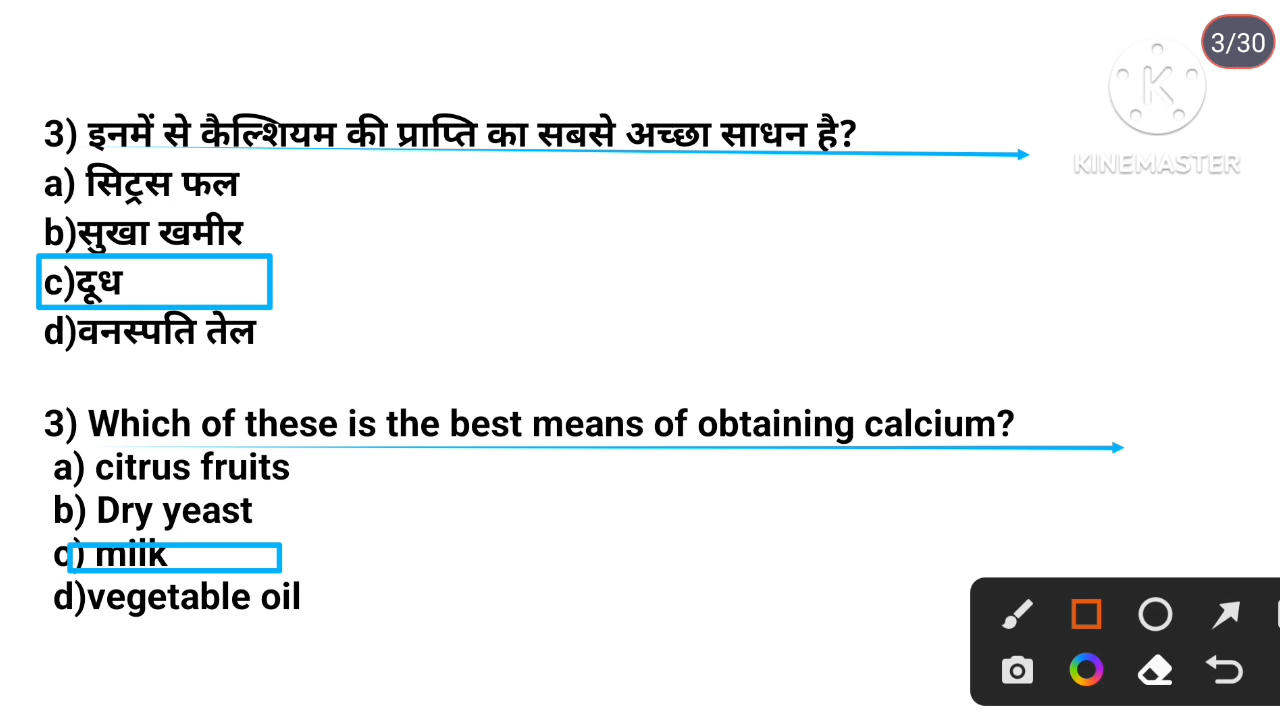 3/30
KINEMASTER
3) इनमें से कैल्शियम की प्राप्ति का सबसे अच्छा साधन है?
a) सिट्रस फल
b)सुखा खमीर
c)दूध
d)वनस्पति तेल
3) Which of these is the best means of obtaining calcium?
a) citrus fruits
b) Dry yeast
c) milk
d)vegetable oil